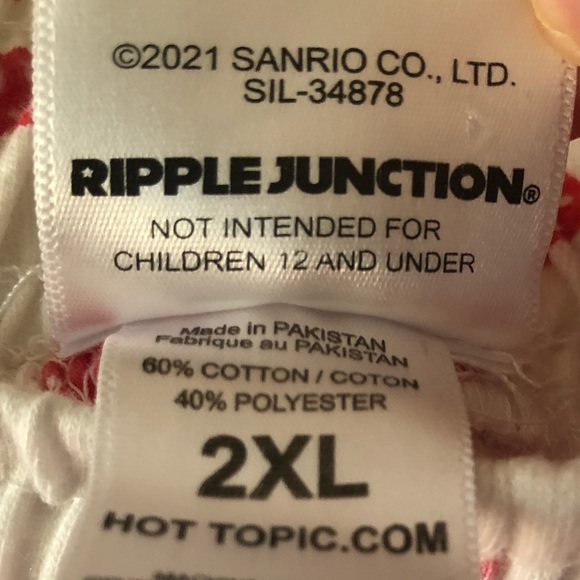 ©2021 SANRIO CO., LTD.
SIL-34878
RIPPLE JUNCTION®
NOT INTENDED FOR
CHILDREN 12 AND UNDER
Made in PAKISTAN
Fabrique au PAKISTAN
60% COTTON / COTON
40% POLYESTER
2XL
HOT TOPIC.COM